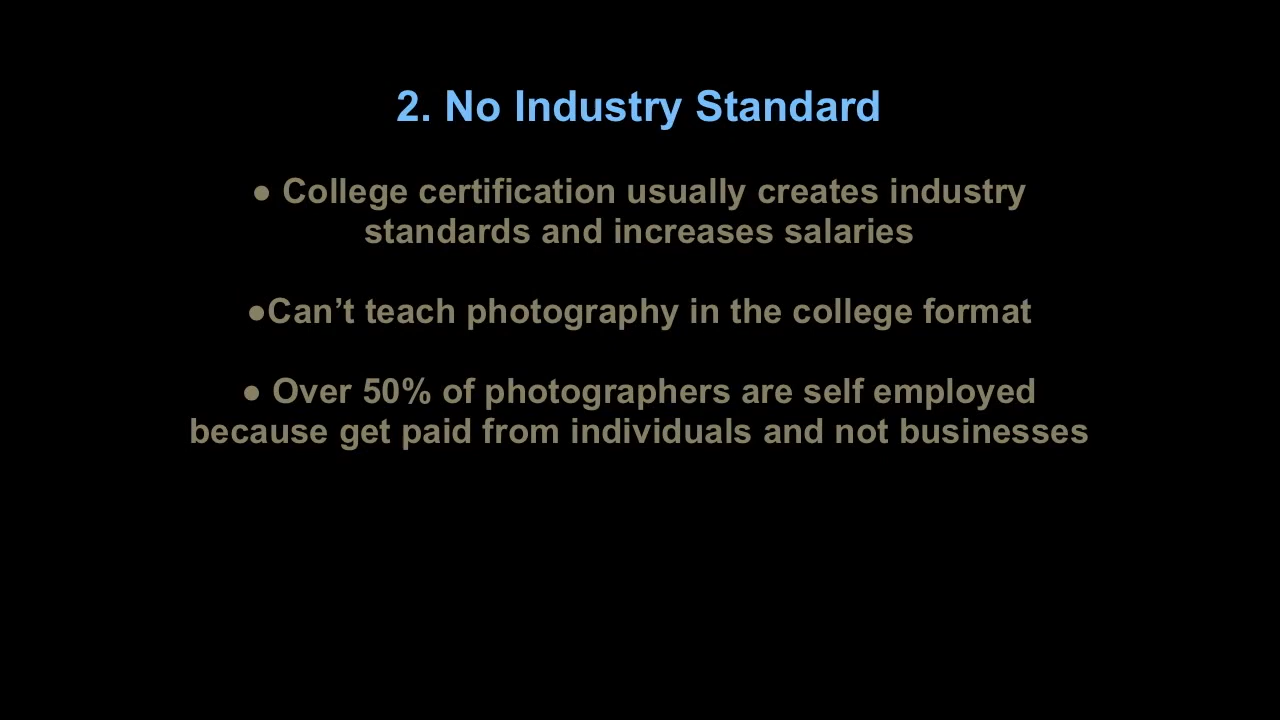 2. No Industry Standard
● College certification usually creates industry
standards and increases salaries
●Can’t teach photography in the college format
● Over 50% of photographers are self employed
because get paid from individuals and not businesses